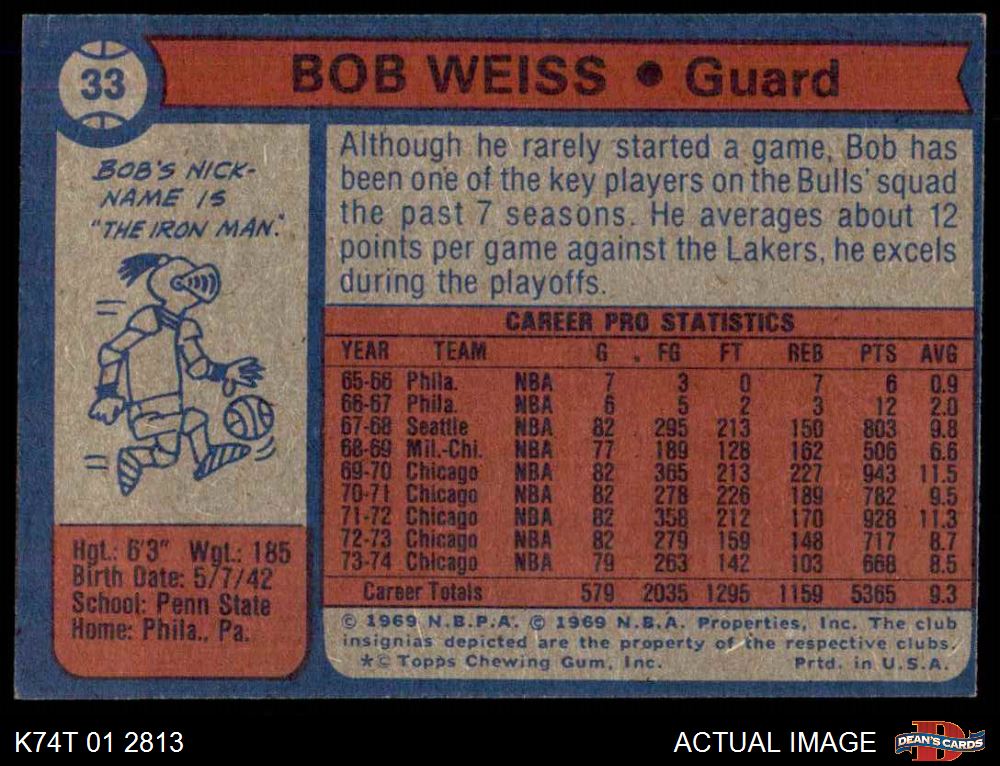 33
BOB WEISS • Guard
BOB'S NICK-
NAME IS
"THE IRON MAN."
Although he rarely started a game, Bob has
been one of the key players on the Bulls' squad
the past 7 seasons. He averages about 12
points per game against the Lakers, he excels
during the playoffs.
CAREER PRO STATISTICS
YEAR TEAM G . FG FT REB PTS AVG
65-66 Phila. NBA 7 3 0 7 6 0.9
66-67 Phila. NBA 6 5 2 3 12 2.0
67-68 Seattle NBA 82 295 213 150 803 9.8
68-69 Mil.-Chi. NBA 77 189 128 162 506 6.6
69-70 Chicago NBA 82 365 213 227 943 11.5
70-71 Chicago NBA 82 278 226 189 782 9.5
71-72 Chicago NBA 82 358 212 170 928 11.3
72-73 Chicago NBA 82 279 159 148 717 8.7
73-74 Chicago NBA 79 263 142 103 668 8.5
Career Totals 579 2035 1295 1159 5365 9.3
Hgt.: 6'3" Wgt.: 185
Birth Date: 5/7/42
School: Penn State
Home: Phila., Pa.
© 1969 N.B.P.A. © 1969 N.B.A. Properties, Inc. The club
insignias depicted are the property of the respective clubs.
*© Topps Chewing Gum, Inc. Prtd. in U.S.A.
K74T 01 2813
ACTUAL IMAGE
DEAN'S CARDS